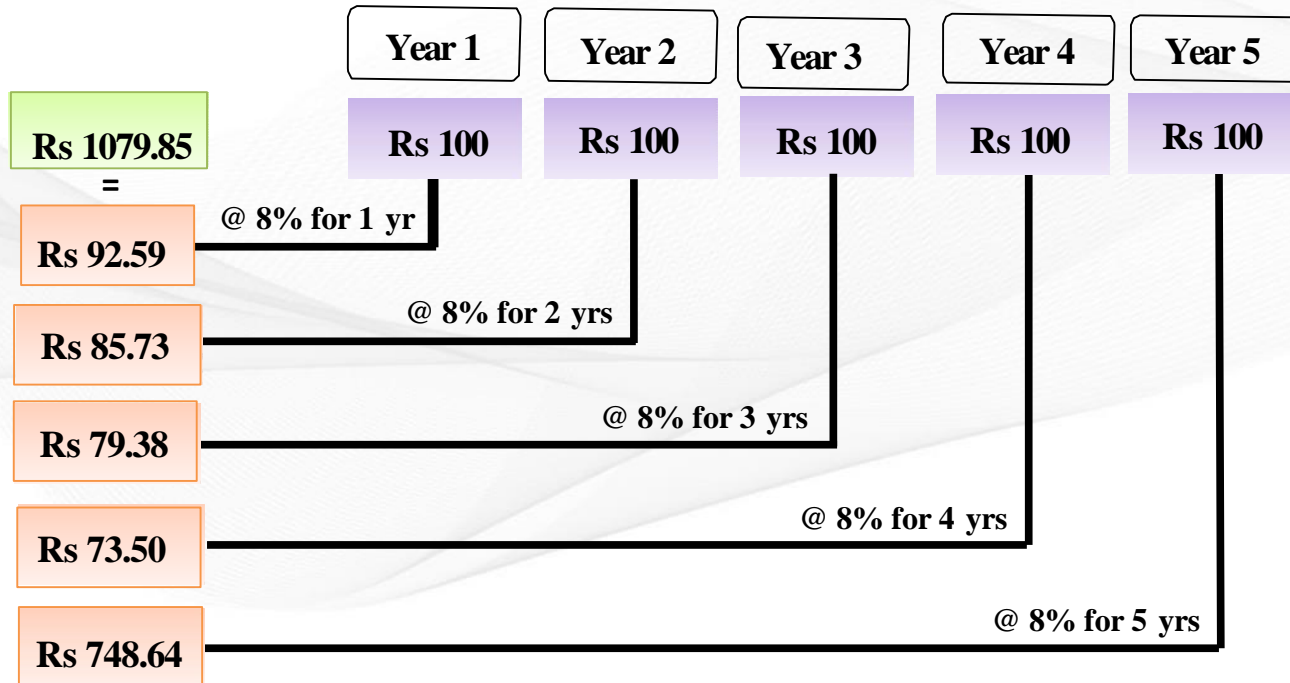 Year 1
Year 2
Year 3
Year 4
Year 5
Rs 1079.85
Rs 100
Rs 100
Rs 100
Rs 100
Rs 100
=
@ 8% for 1 yr
Rs 92.59
@ 8% for 2 yrs
Rs 85.73
@ 8% for 3 yrs
Rs 79.38
@ 8% for 4 yrs
Rs 73.50
@ 8% for 5 yrs
Rs 748.64